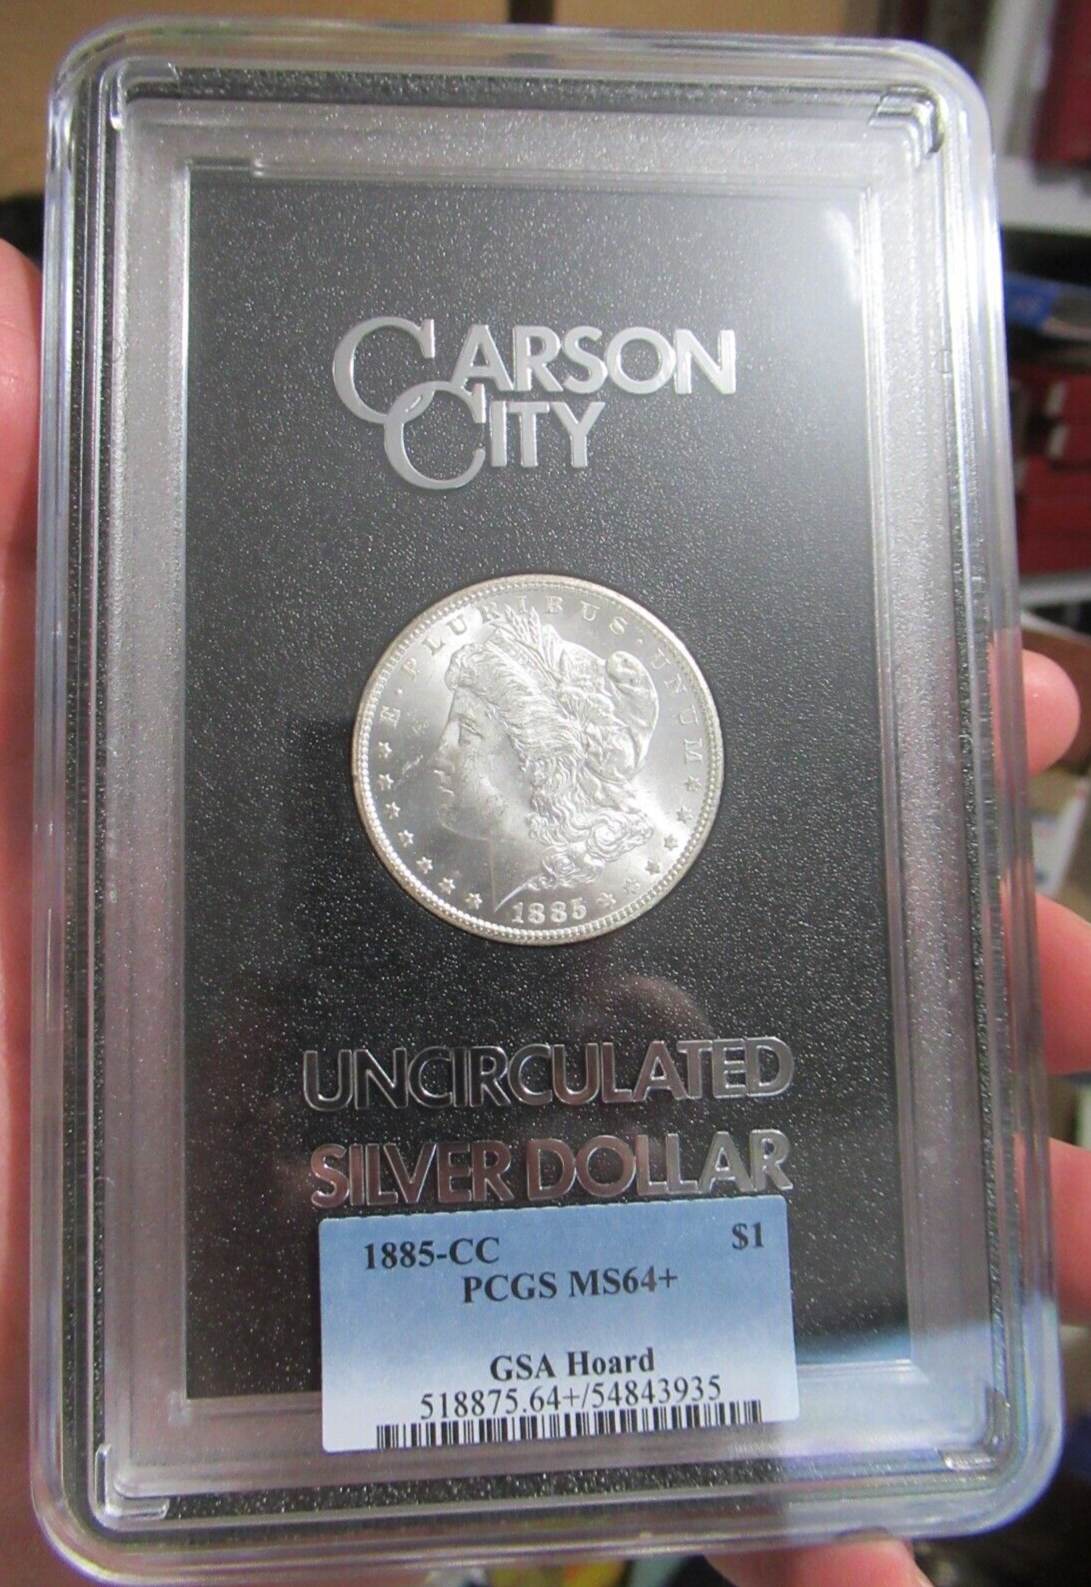 CARSON
CITY
E · PLURIBUS · UNUM
1885
UNCIRCULATED
SILVER DOLLAR
1885-CC $1
PCGS MS64+
GSA Hoard
518875.64+/54843935